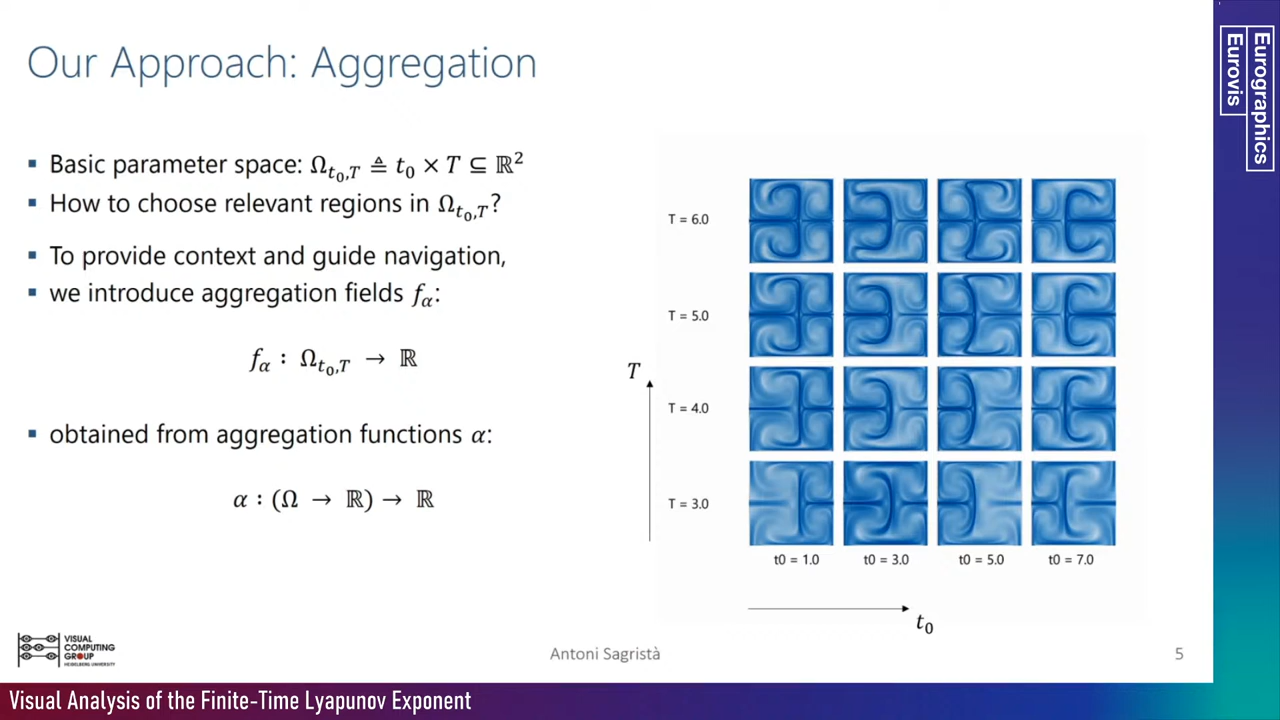 Our Approach: Aggregation
▪ Basic parameter space: Ω_{t₀,T} ≜ t₀ × T ⊆ ℝ²
▪ How to choose relevant regions in Ω_{t₀,T}?
▪ To provide context and guide navigation,
▪ we introduce aggregation fields f_α:
f_α : Ω_{t₀,T} → ℝ
▪ obtained from aggregation functions α:
α : (Ω → ℝ) → ℝ
T
T = 6.0
T = 5.0
T = 4.0
T = 3.0
t0 = 1.0 t0 = 3.0 t0 = 5.0 t0 = 7.0
t₀
VISUAL
COMPUTING
GROUP
HEIDELBERG UNIVERSITY
Antoni Sagristà
5
Eurographics
Eurovis
Visual Analysis of the Finite-Time Lyapunov Exponent